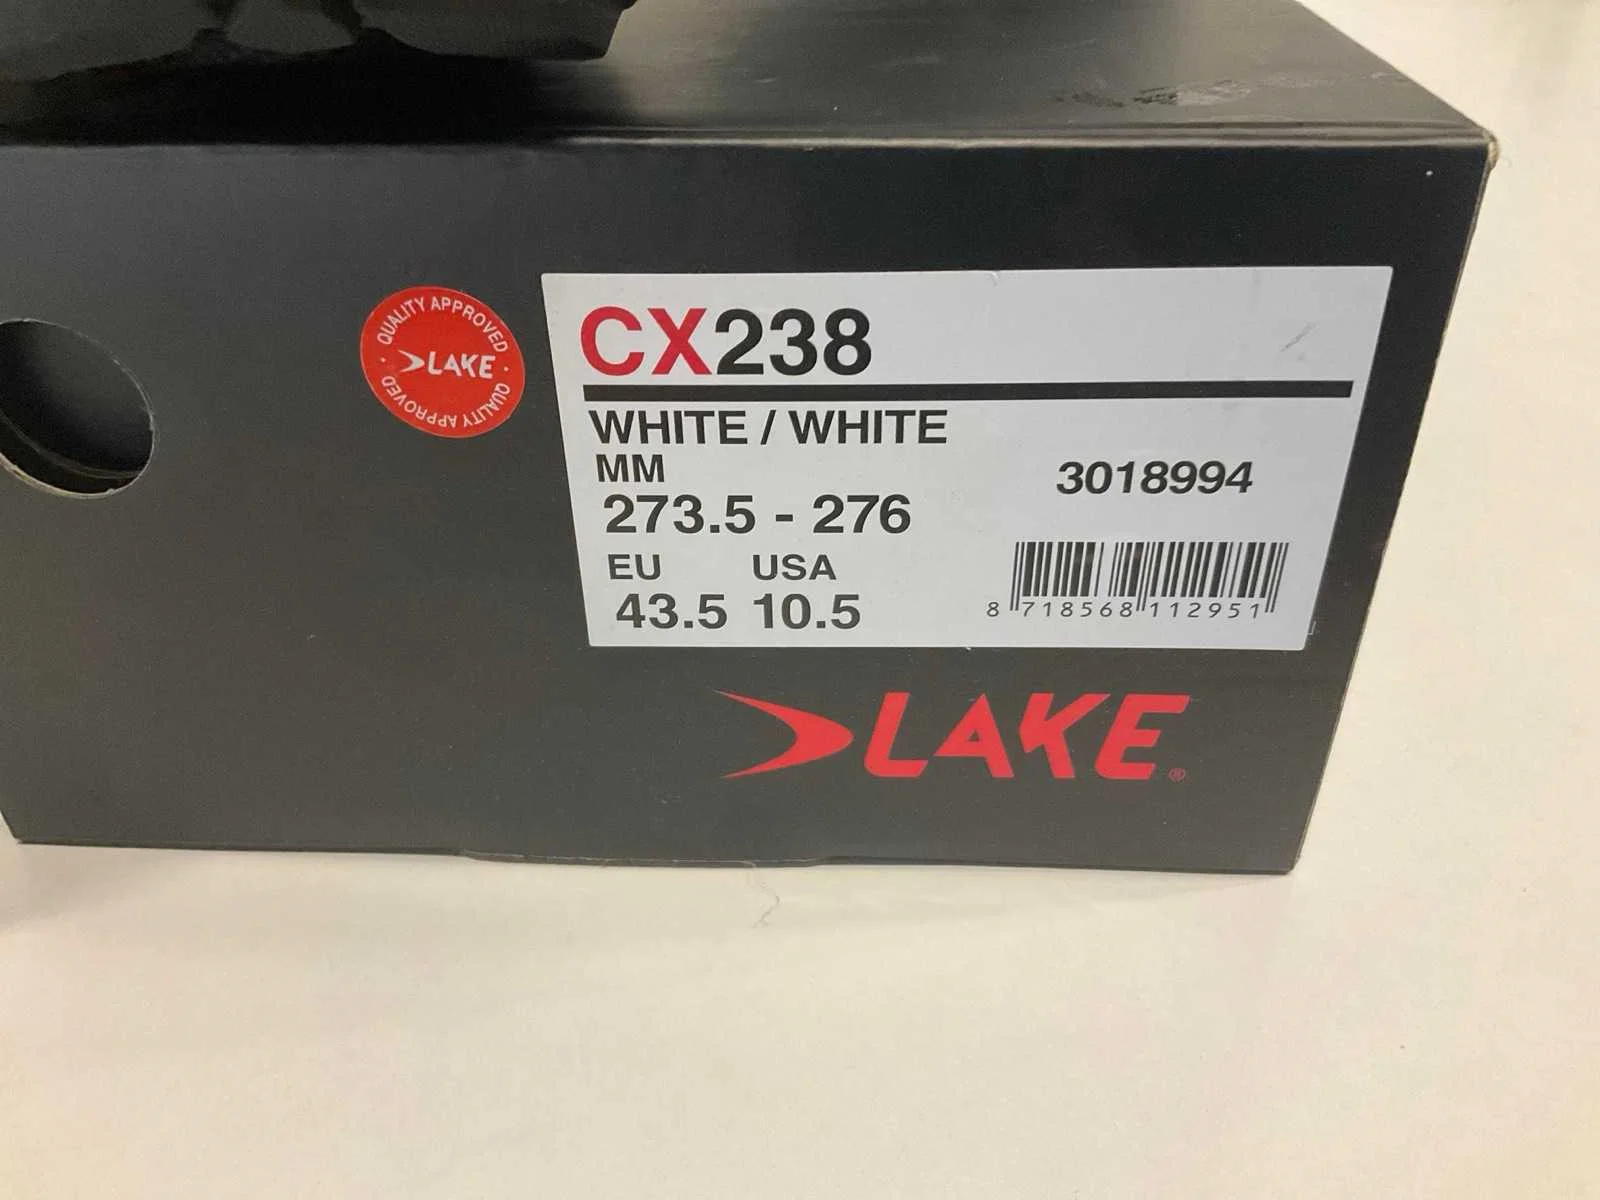 QUALITY APPROVED
LAKE
QUALITY APPROVED
CX238
WHITE / WHITE
MM
273.5 - 276
3018994
EU USA
43.5 10.5
8 718568 112951
LAKE®